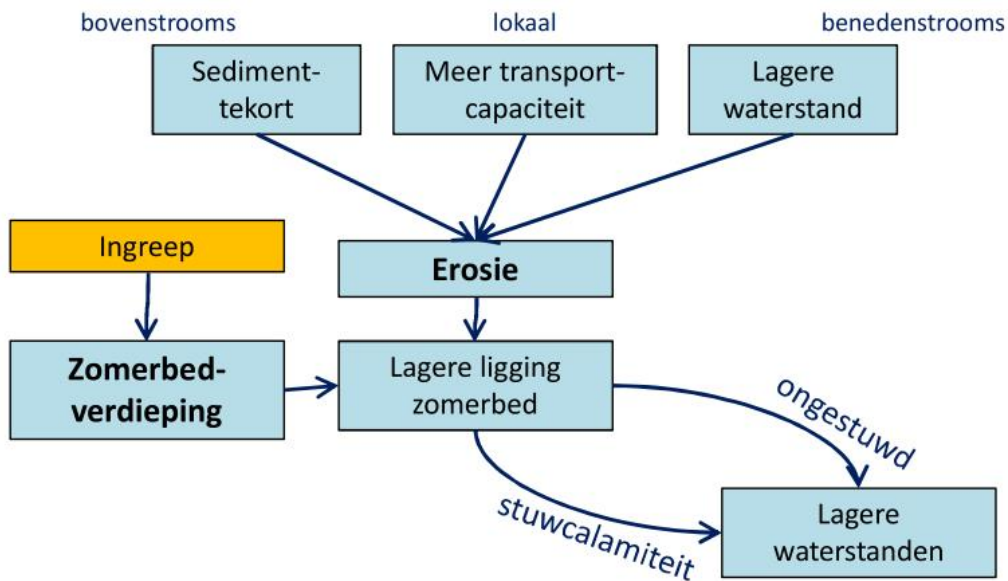 bovenstrooms
lokaal
benedenstrooms
Sediment-
tekort
Meer transport-
capaciteit
Lagere
waterstand
Ingreep
Erosie
Zomerbed-
verdieping
Lagere ligging
zomerbed
ongestuwd
stuwcalamiteit
Lagere
waterstanden